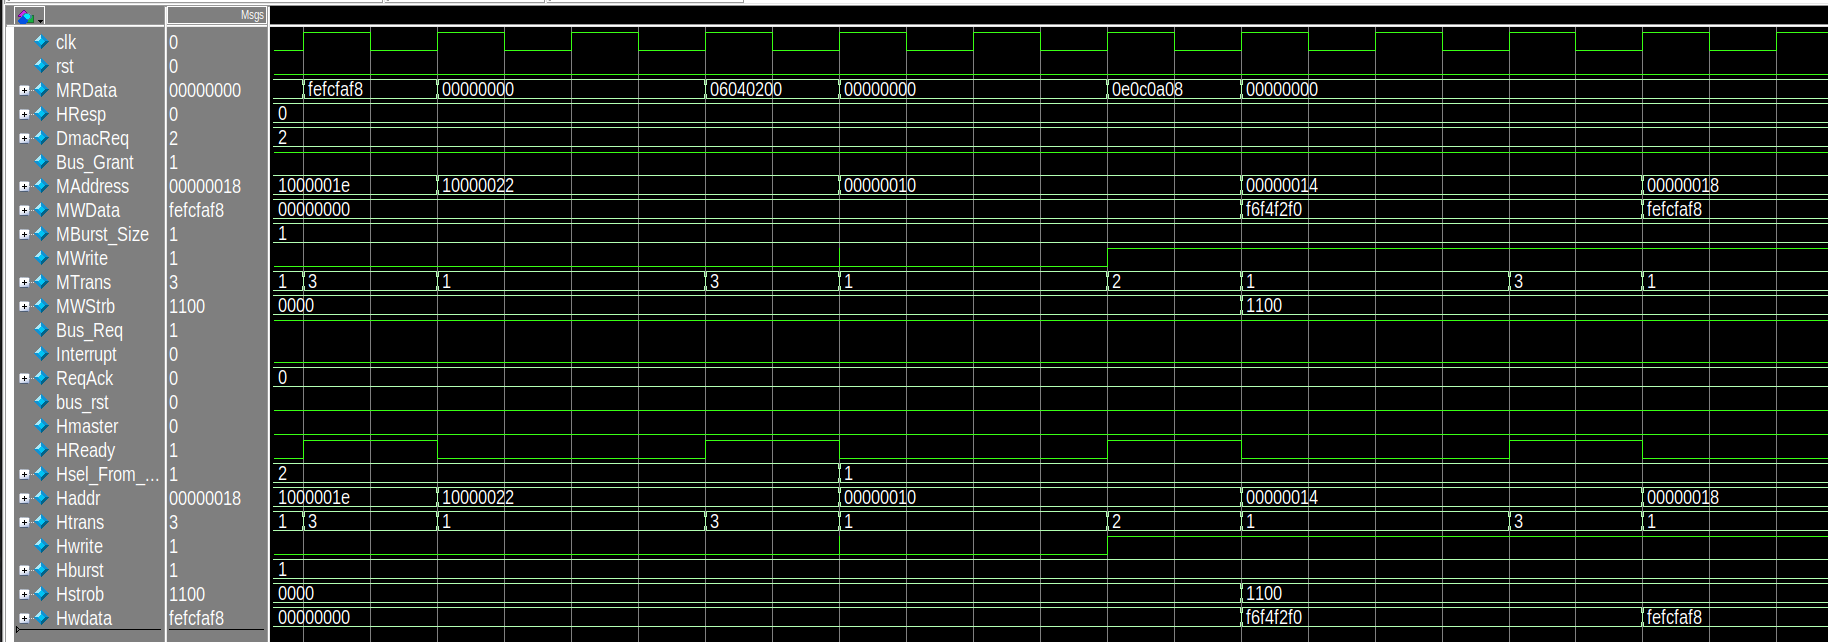 Msgs
clk 0
rst 0
MRData 00000000 fefcfaf8 00000000 06040200 00000000 0e0c0a08 00000000
HResp 0 0
DmacReq 2 2
Bus_Grant 1
MAddress 00000018 1000001e 10000022 00000010 00000014 00000018
MWData fefcfaf8 00000000 f6f4f2f0 fefcfaf8
MBurst_Size 1 1
MWrite 1
MTrans 3 1 3 1 3 1 2 1 3 1
MWStrb 1100 0000 1100
Bus_Req 1
Interrupt 0
ReqAck 0 0
bus_rst 0
Hmaster 0
HReady 1
Hsel_From_... 1 2 1
Haddr 00000018 1000001e 10000022 00000010 00000014 00000018
Htrans 3 1 3 1 3 1 2 1 3 1
Hwrite 1
Hburst 1 1
Hstrob 1100 0000 1100
Hwdata fefcfaf8 00000000 f6f4f2f0 fefcfaf8